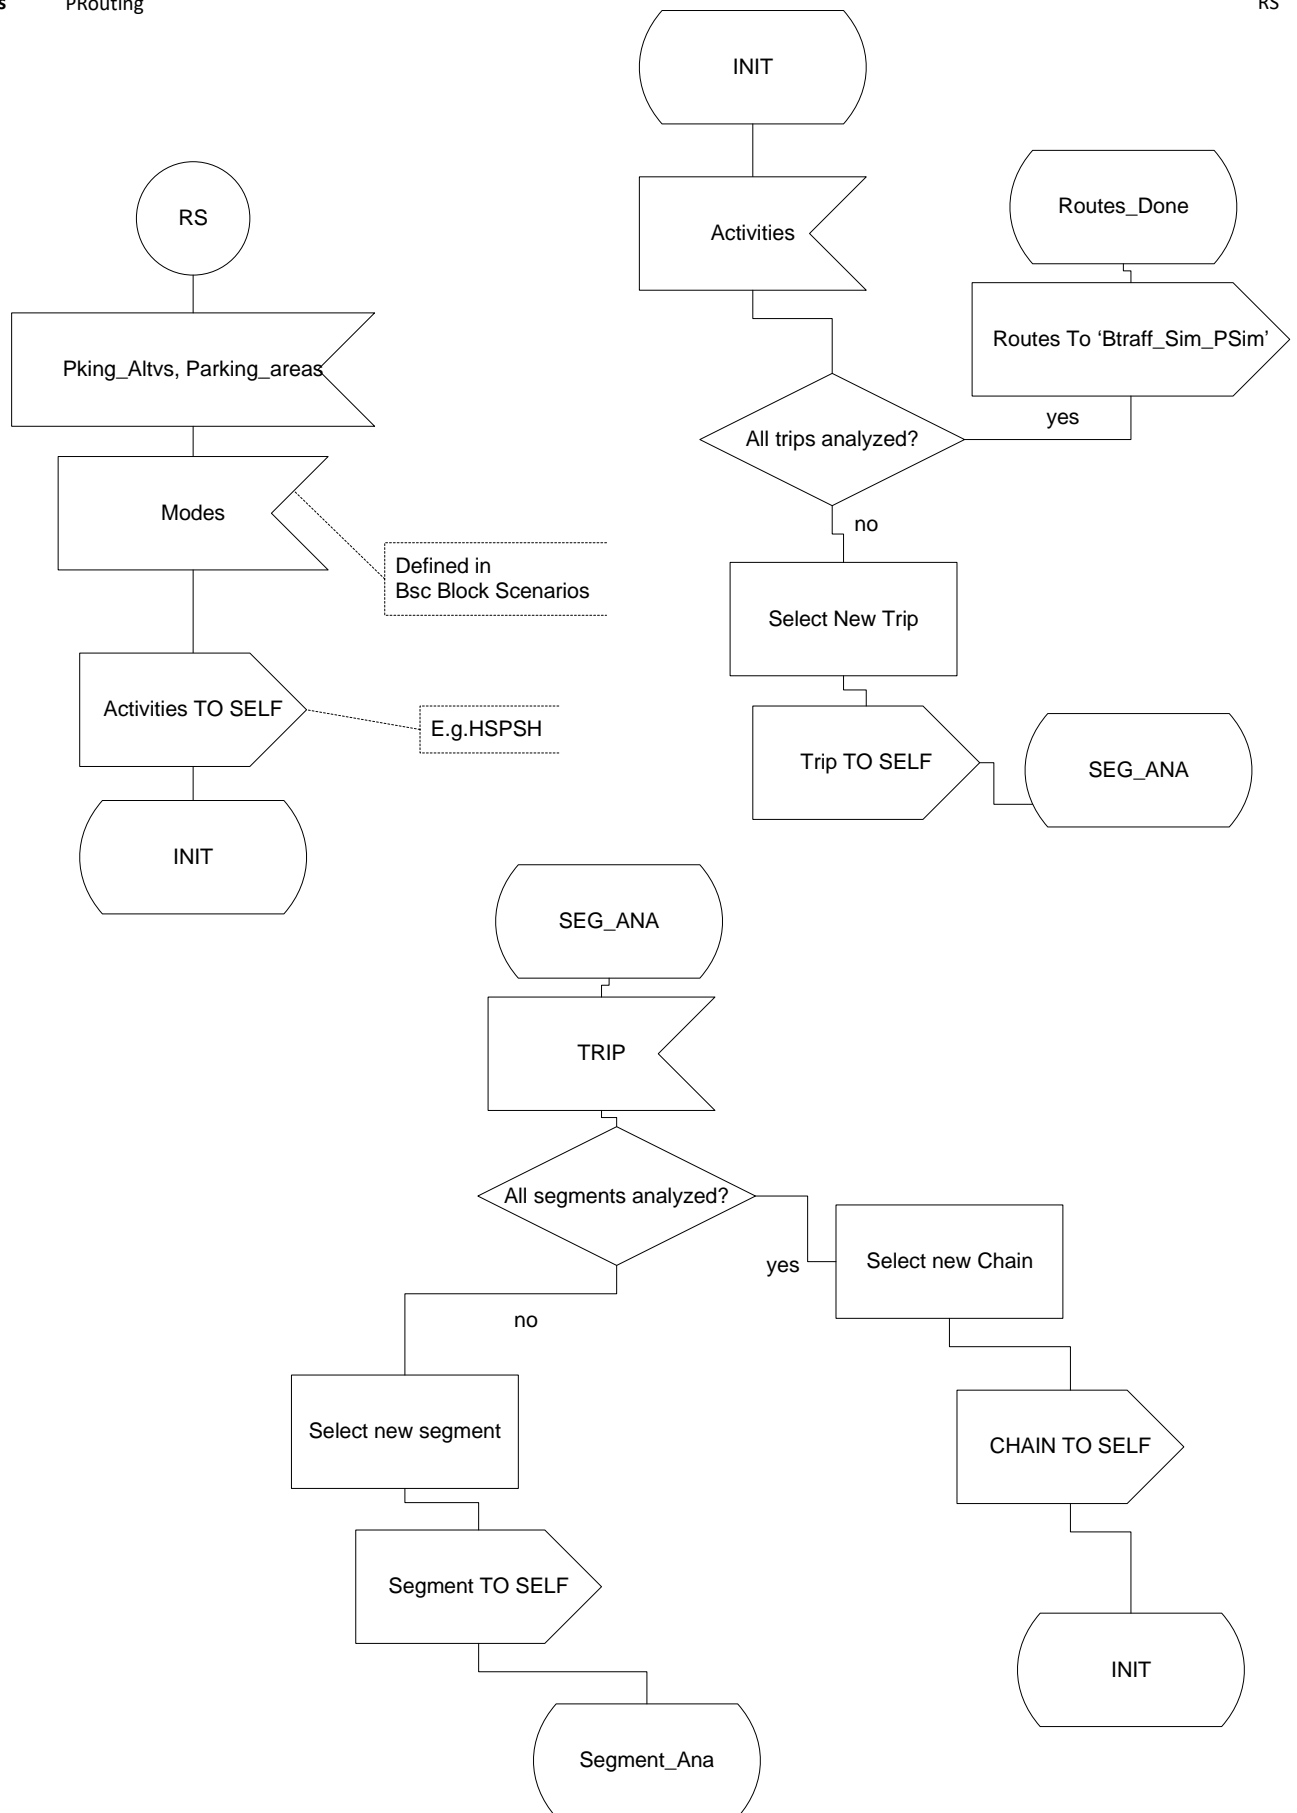 s PRouting RS
RS
Pking_Altvs, Parking_areas
Modes
Defined in
Bsc Block Scenarios
Activities TO SELF
E.g.HSPSH
INIT
INIT
Activities
Routes_Done
Routes To ‘Btraff_Sim_PSim’
All trips analyzed?
yes
no
Select New Trip
Trip TO SELF
SEG_ANA
SEG_ANA
TRIP
All segments analyzed?
yes
Select new Chain
no
CHAIN TO SELF
Select new segment
Segment TO SELF
INIT
Segment_Ana